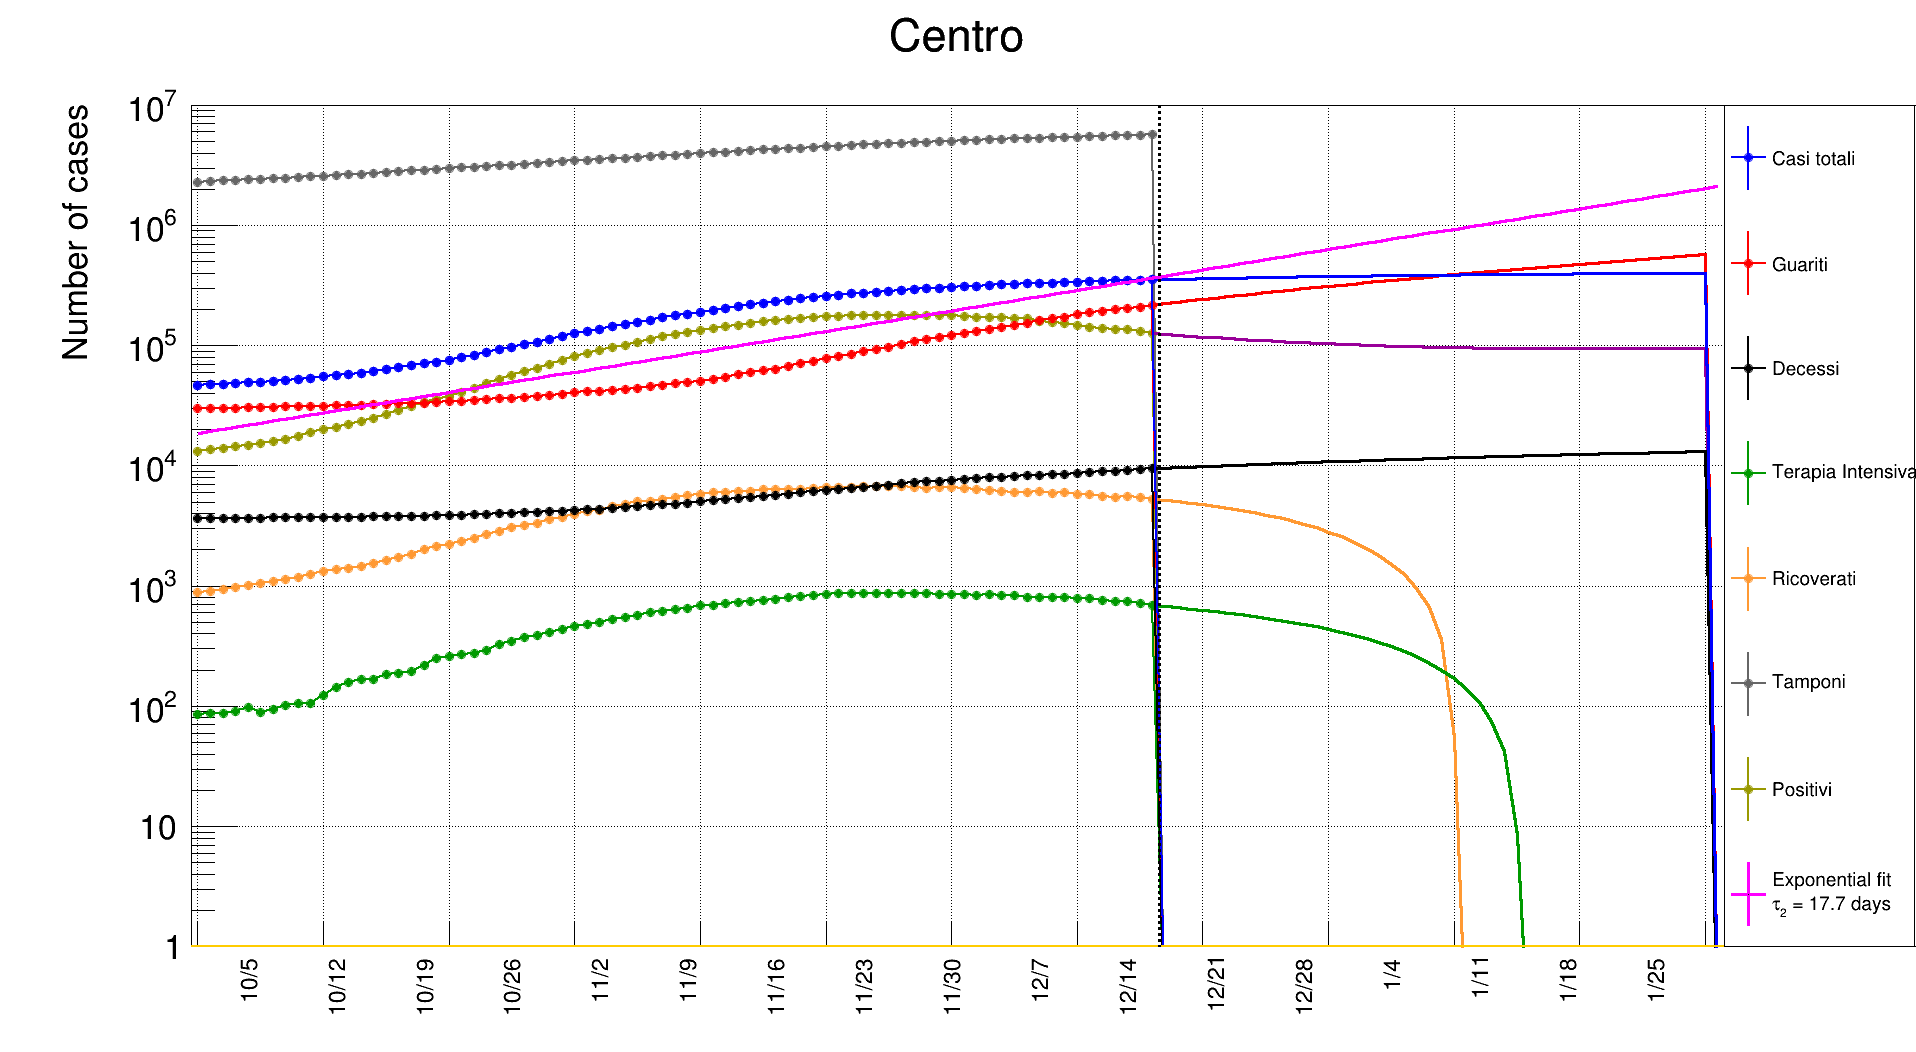 Centro
Number of cases
10^7
10^6
10^5
10^4
10^3
10^2
10
1
10/5
10/12
10/19
10/26
11/2
11/9
11/16
11/23
11/30
12/7
12/14
12/21
12/28
1/4
1/11
1/18
1/25
Casi totali
Guariti
Decessi
Terapia Intensiva
Ricoverati
Tamponi
Positivi
Exponential fit
τ_2 = 17.7 days